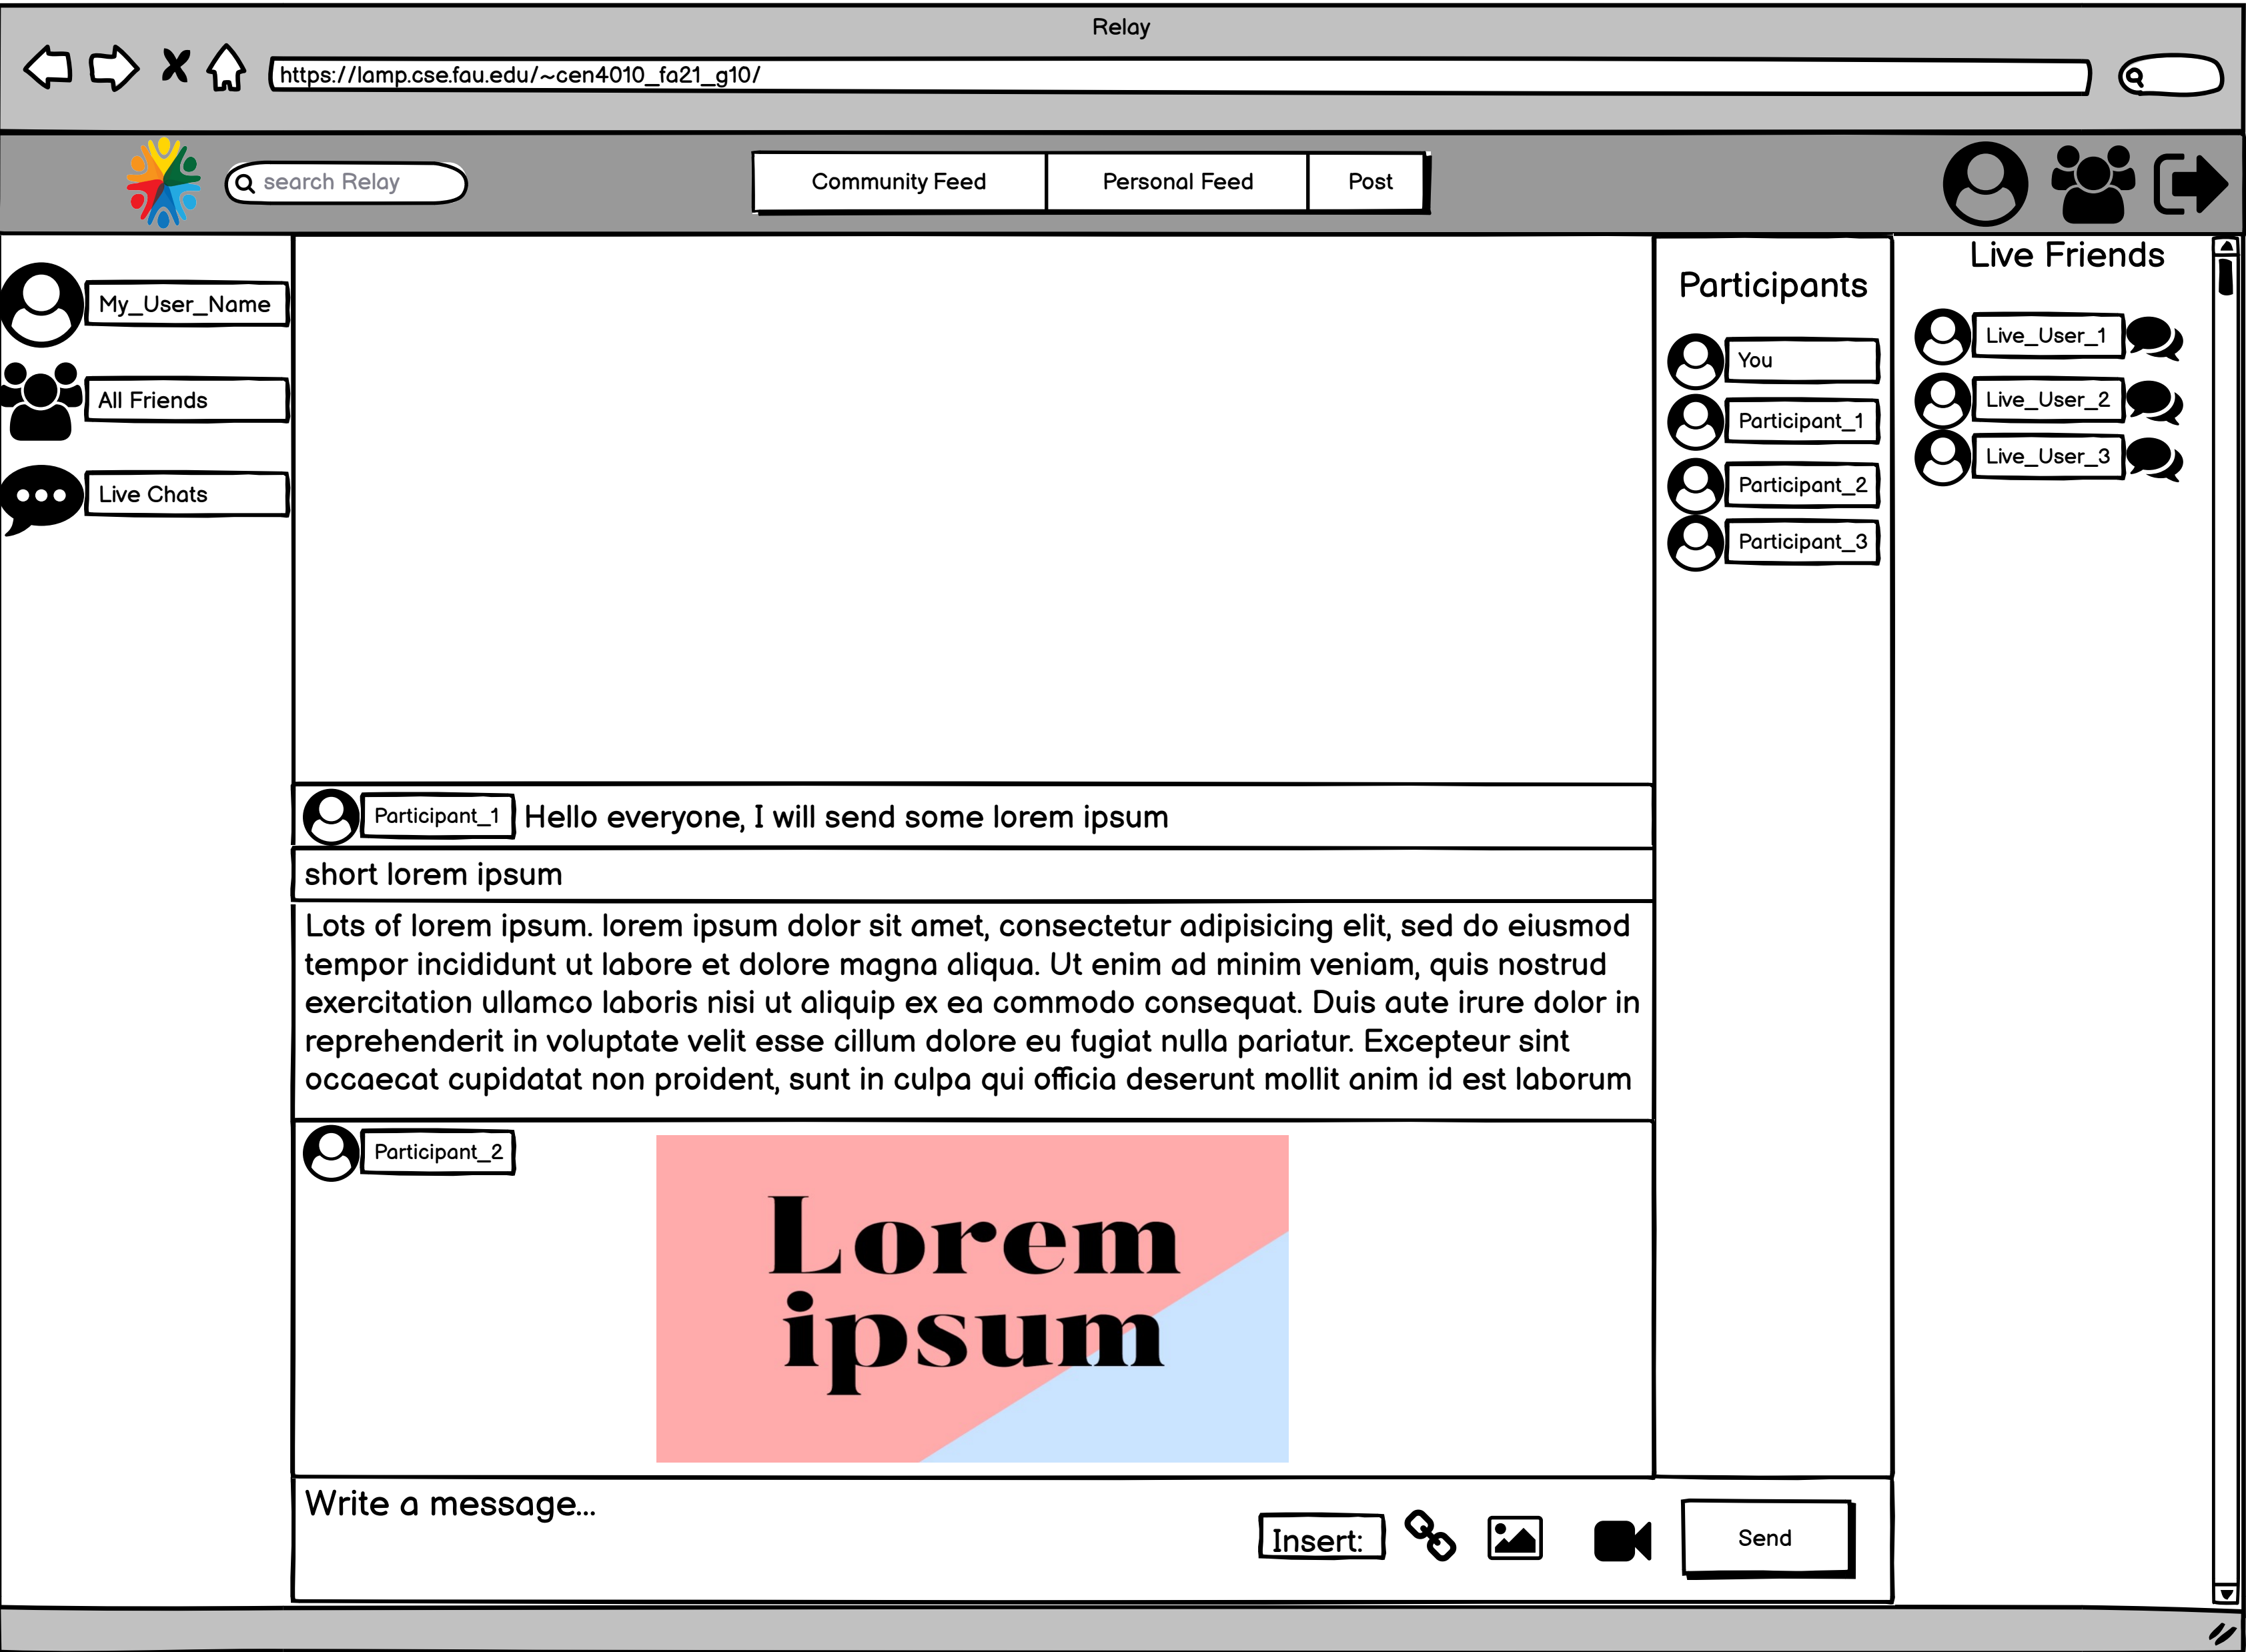 Relay
https://lamp.cse.fau.edu/~cen4010_fa21_g10/
search Relay
Community Feed
Personal Feed
Post
My_User_Name
All Friends
Live Chats
Participant_1
Hello everyone, I will send some lorem ipsum
short lorem ipsum
Lots of lorem ipsum. lorem ipsum dolor sit amet, consectetur adipisicing elit, sed do eiusmod
tempor incididunt ut labore et dolore magna aliqua. Ut enim ad minim veniam, quis nostrud
exercitation ullamco laboris nisi ut aliquip ex ea commodo consequat. Duis aute irure dolor in
reprehenderit in voluptate velit esse cillum dolore eu fugiat nulla pariatur. Excepteur sint
occaecat cupidatat non proident, sunt in culpa qui officia deserunt mollit anim id est laborum
Participant_2
Lorem
ipsum
Write a message...
Insert:
Send
Participants
You
Participant_1
Participant_2
Participant_3
Live Friends
Live_User_1
Live_User_2
Live_User_3